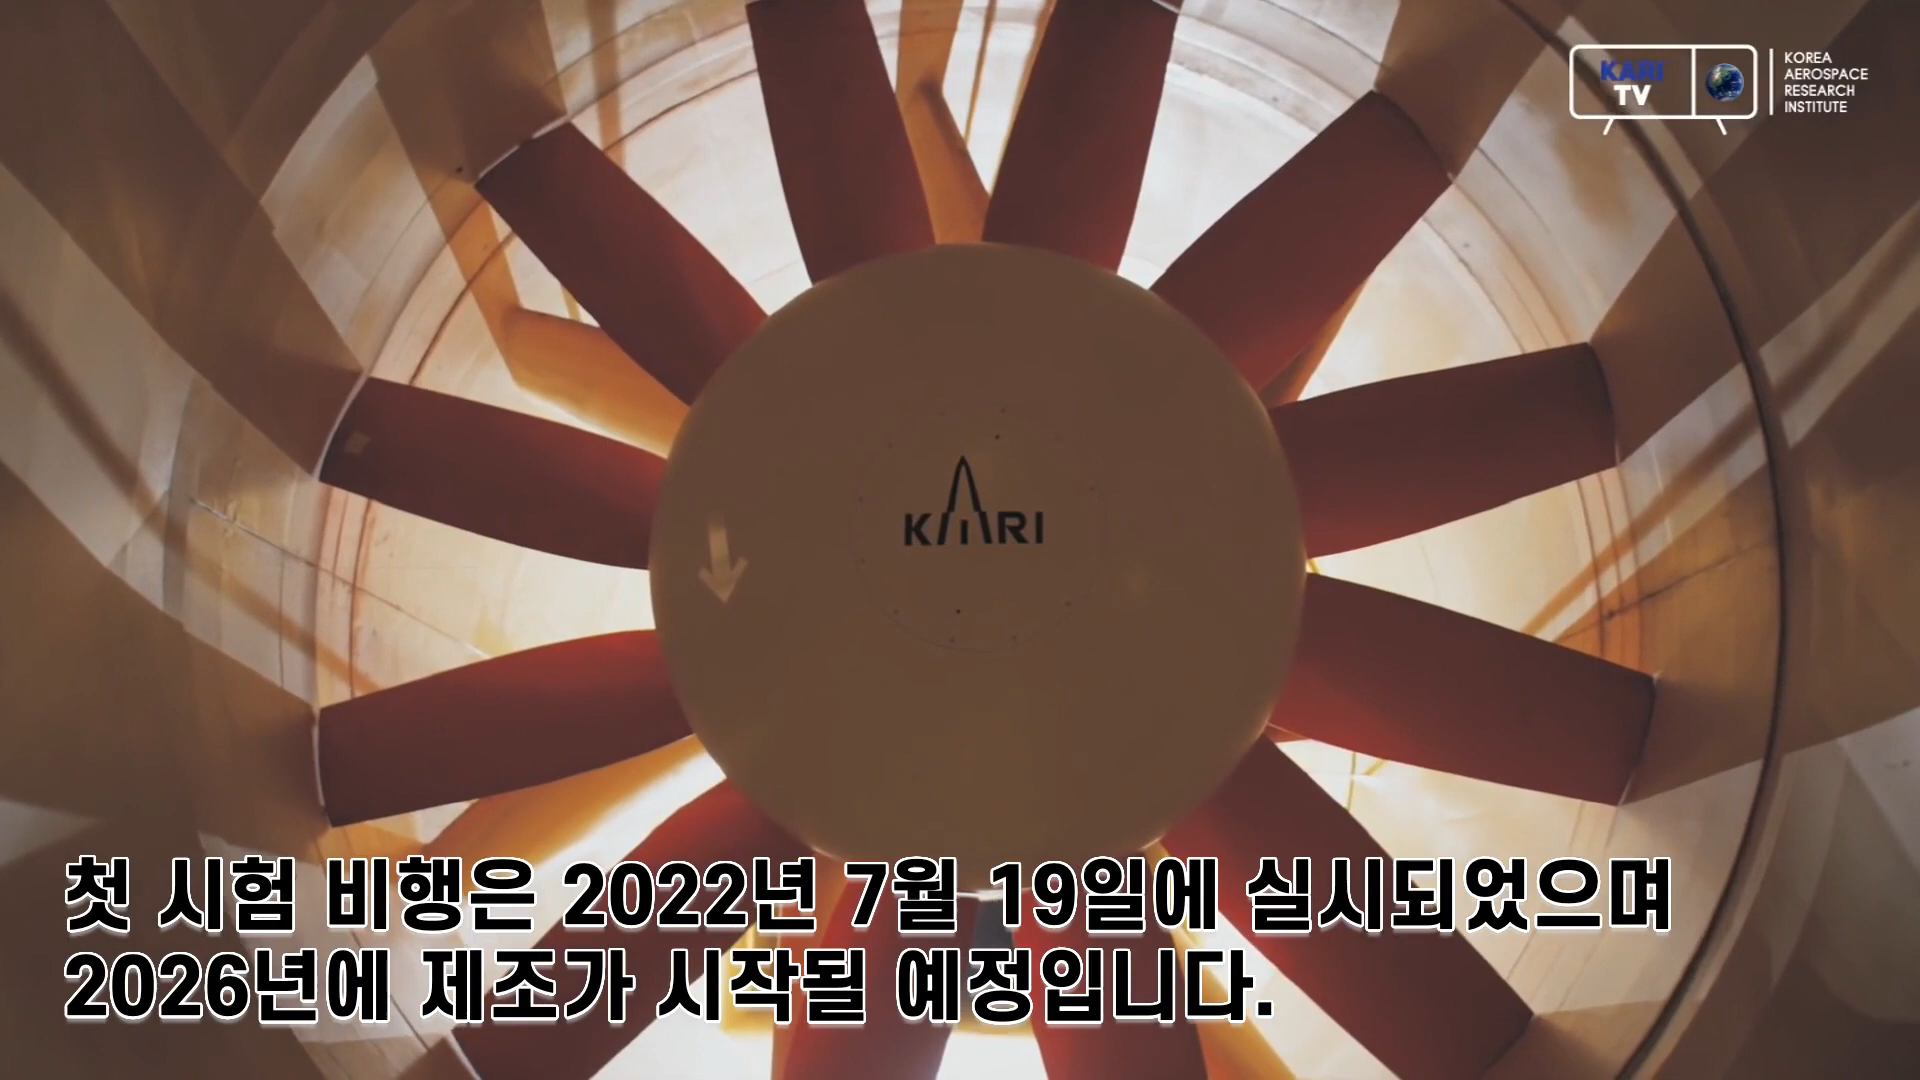 KARI
TV
KOREA
AEROSPACE
RESEARCH
INSTITUTE
KARI
첫 시험 비행은 2022년 7월 19일에 실시되었으며
2026년에 제조가 시작될 예정입니다.